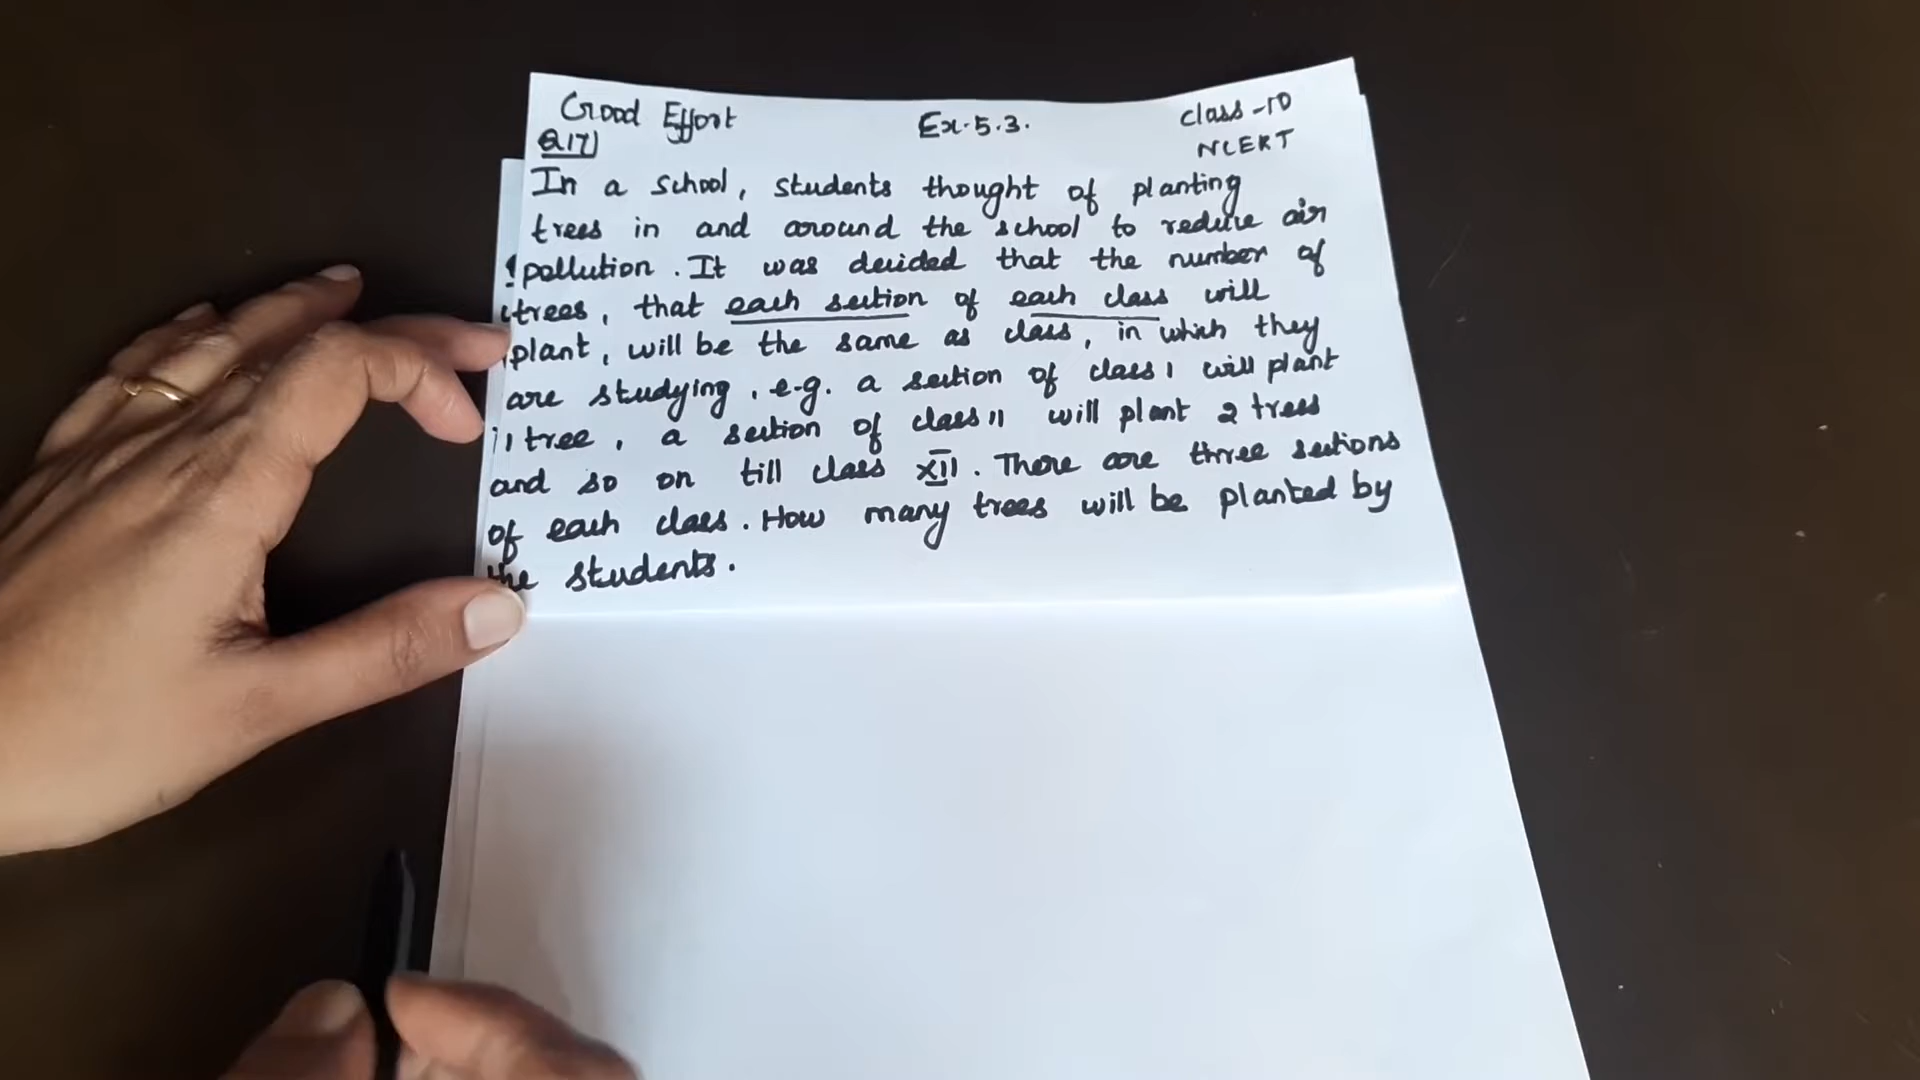 Good Effort Ex. 5.3. Class-10
NCERT
Q17)
In a school, students thought of planting
trees in and around the school to reduce air
pollution. It was decided that the number of
trees, that each section of each class will
plant, will be the same as class, in which they
are studying, e.g. a section of class I will plant
1 tree, a section of class II will plant 2 trees
and so on till class XII. There are three sections
of each class. How many trees will be planted by
the students.